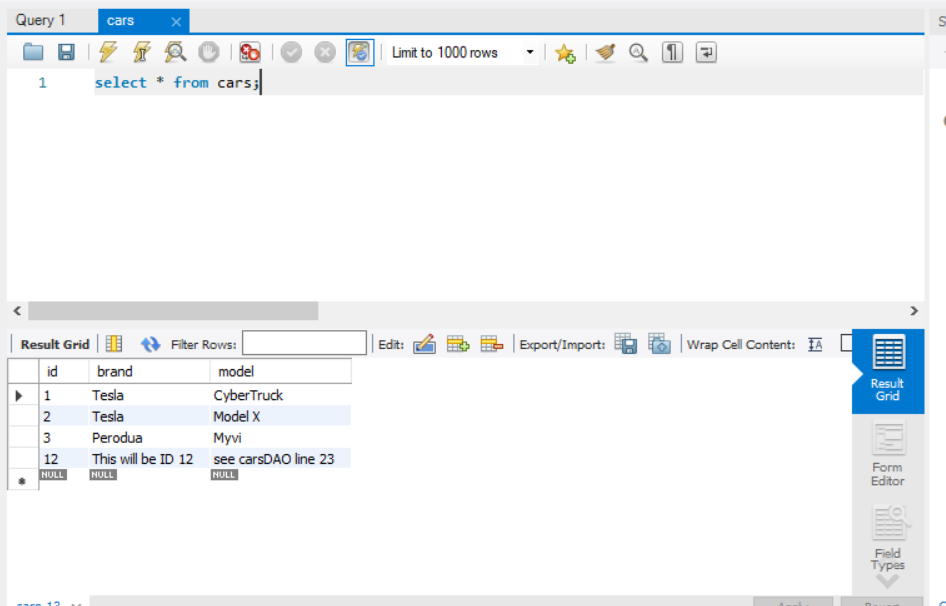 Query 1 cars
Limit to 1000 rows
1 select * from cars;
Result Grid Filter Rows: Edit: Export/Import: Wrap Cell Content:
id brand model
1 Tesla CyberTruck
2 Tesla Model X
3 Perodua Myvi
12 This will be ID 12 see carsDAO line 23
NULL NULL NULL
Result
Grid
Form
Editor
Field
Types